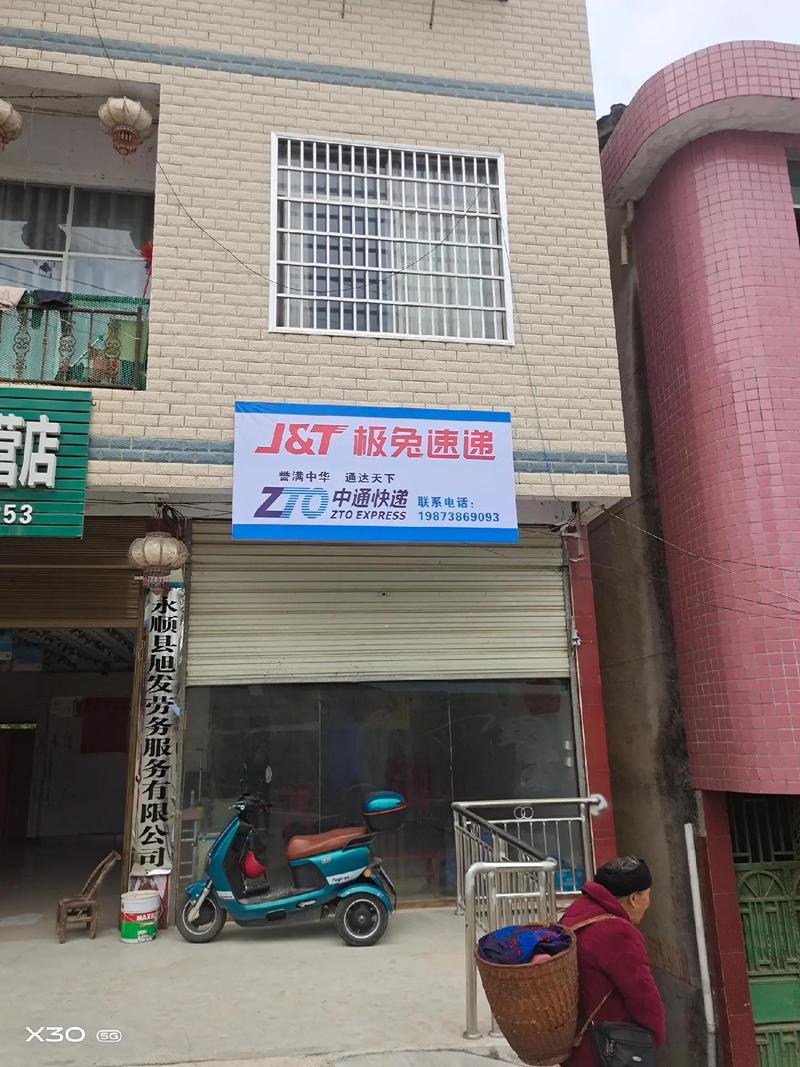 J&T 极兔速递
誉满中华 通达天下
ZTO 中通快递
ZTO EXPRESS
联系电话：
19873869093
营店
53
永顺县旭发劳务服务有限公司
MAX
X30 5G